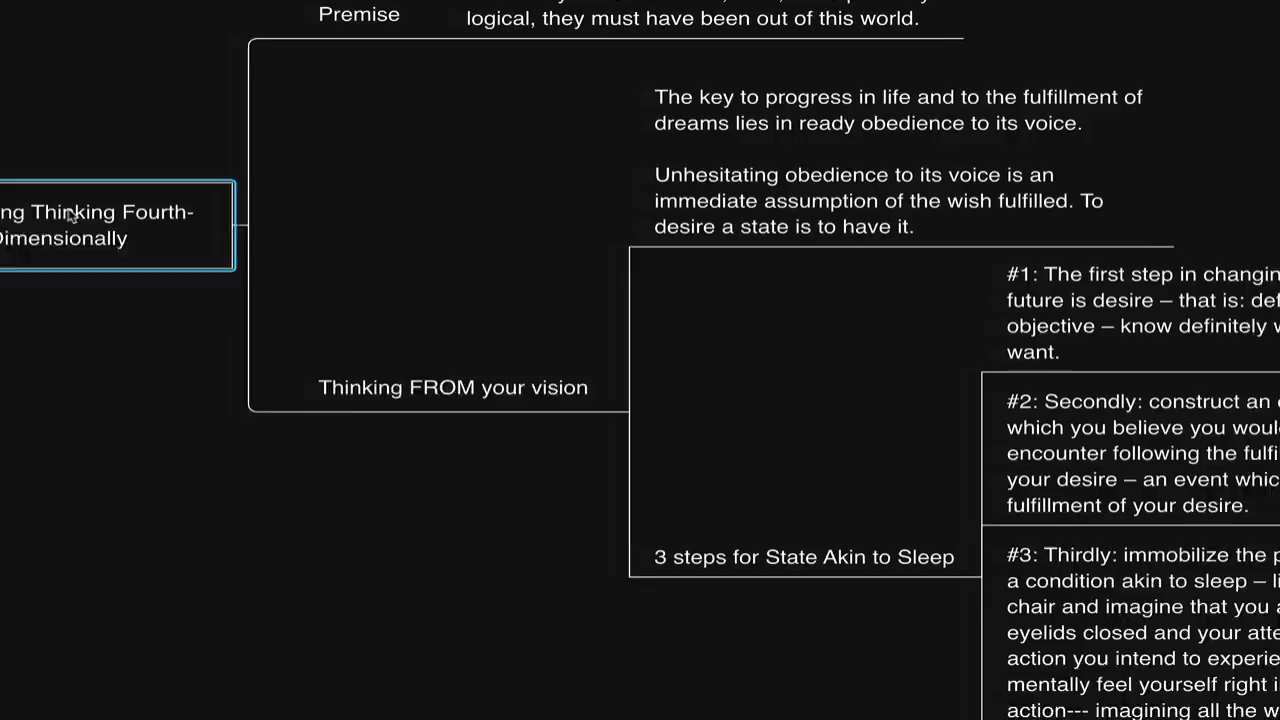 Premise
logical, they must have been out of this world.
The key to progress in life and to the fulfillment of
dreams lies in ready obedience to its voice.
Unhesitating obedience to its voice is an
immediate assumption of the wish fulfilled. To
desire a state is to have it.
ng Thinking Fourth-
Dimensionally
#1: The first step in changin
future is desire – that is: def
objective – know definitely w
want.
Thinking FROM your vision
#2: Secondly: construct an
which you believe you woul
encounter following the fulfi
your desire – an event whic
fulfillment of your desire.
3 steps for State Akin to Sleep
#3: Thirdly: immobilize the p
a condition akin to sleep – li
chair and imagine that you a
eyelids closed and your atte
action you intend to experie
mentally feel yourself right i
action--- imagining all the w